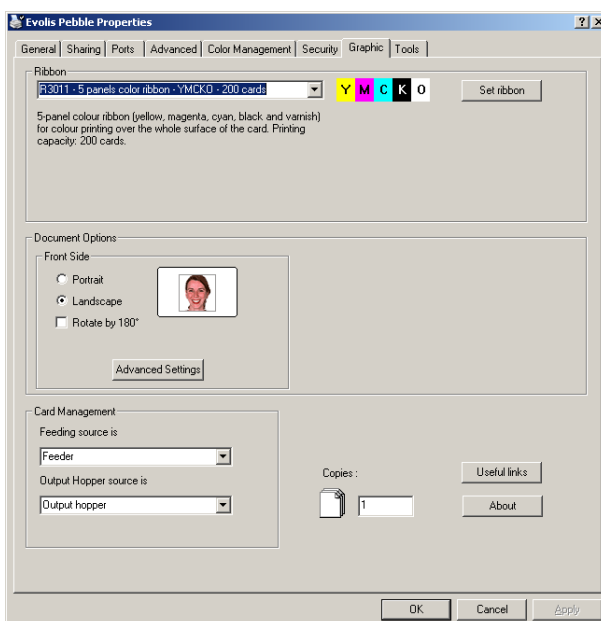 Evolis Pebble Properties
General Sharing Ports Advanced Color Management Security Graphic Tools
Ribbon
R3011 - 5 panels color ribbon - YMCKO - 200 cards
Y M C K O
Set ribbon
5-panel colour ribbon (yellow, magenta, cyan, black and varnish)
for colour printing over the whole surface of the card. Printing
capacity: 200 cards.
Document Options
Front Side
Portrait
Landscape
Rotate by 180°
Advanced Settings
Card Management
Feeding source is
Feeder
Output Hopper source is
Output hopper
Copies :
1
Useful links
About
OK Cancel Apply